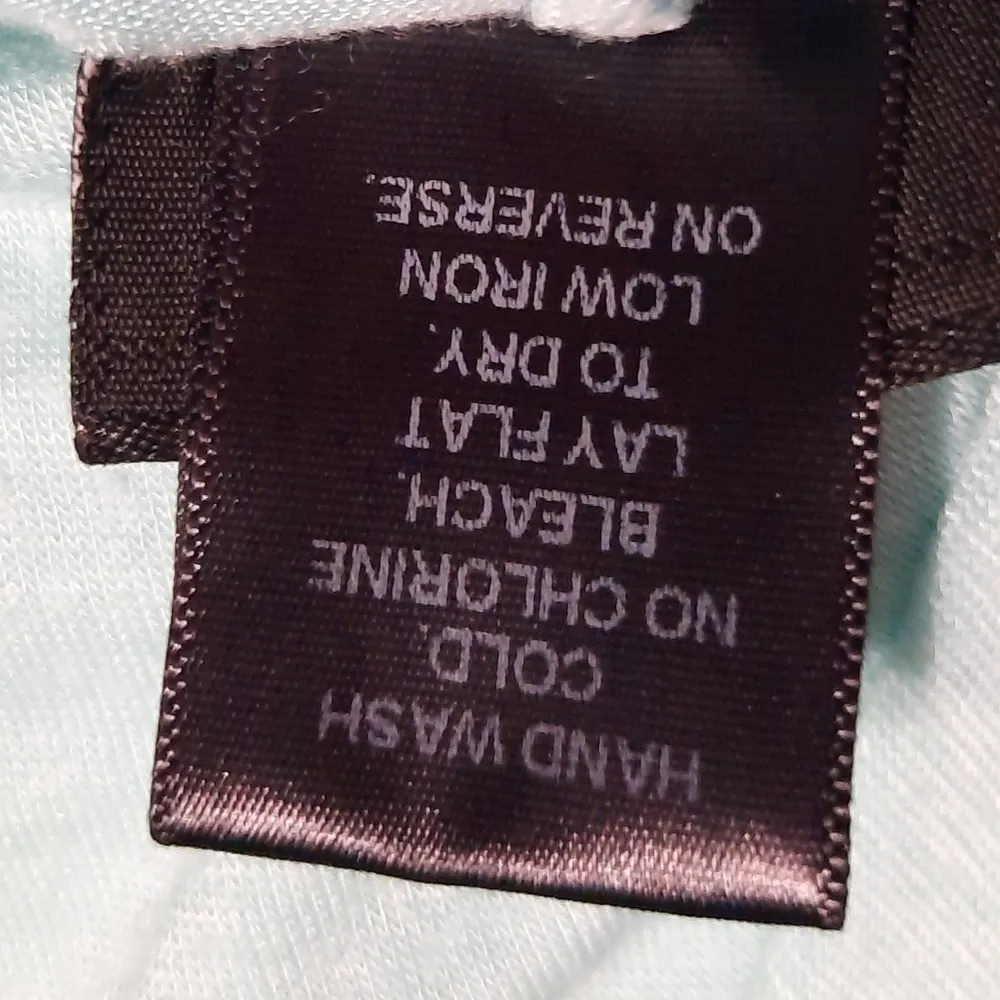 HAND WASH
COLD.
NO CHLORINE
BLEACH.
LAY FLAT
TO DRY.
LOW IRON
ON REVERSE.